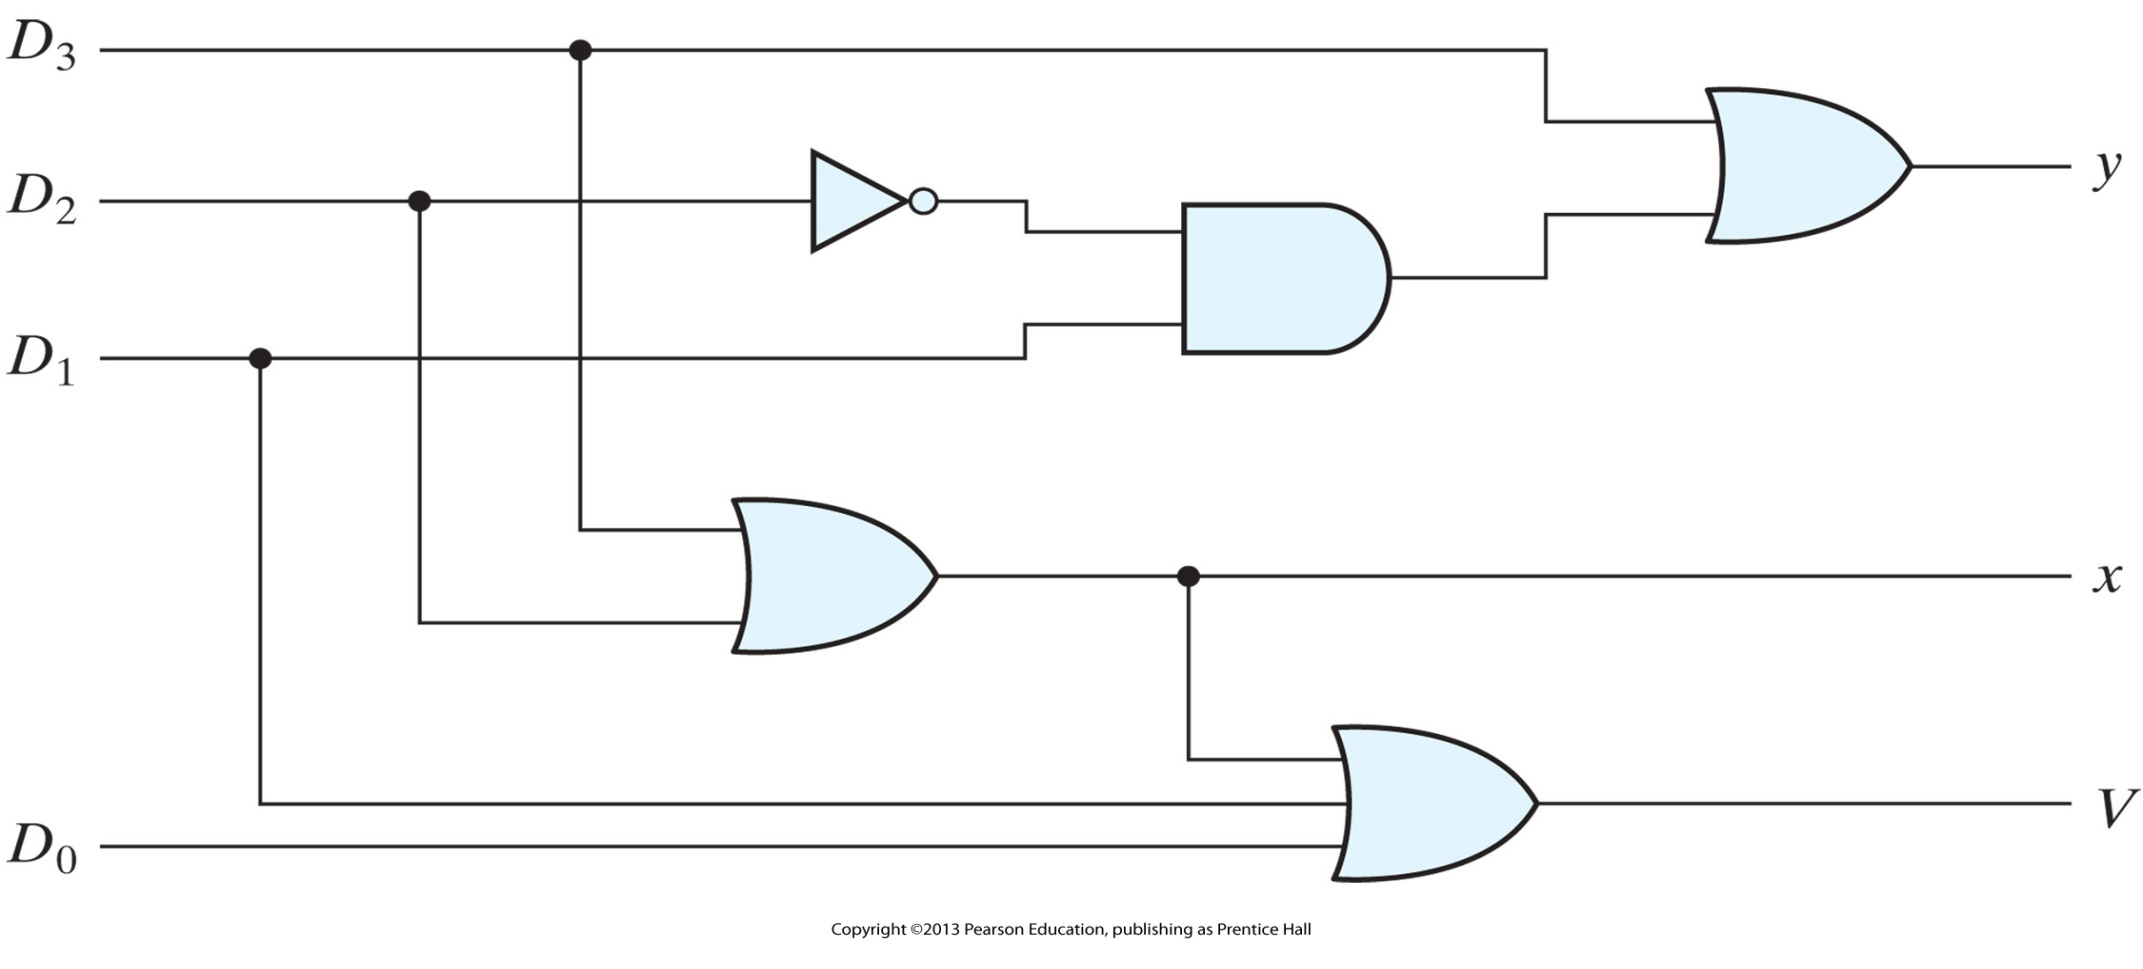 D3
y
D2
D1
x
V
D0
Copyright ©2013 Pearson Education, publishing as Prentice Hall